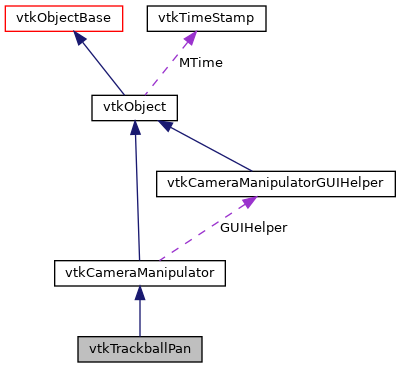 vtkObjectBase
vtkTimeStamp
MTime
vtkObject
vtkCameraManipulatorGUIHelper
GUIHelper
vtkCameraManipulator
vtkTrackballPan